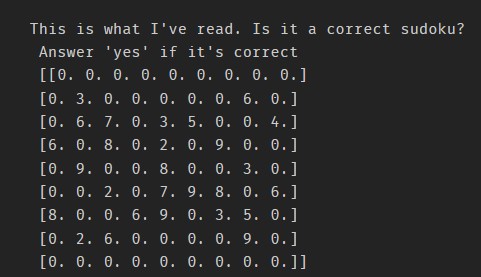 This is what I've read. Is it a correct sudoku?
Answer 'yes' if it's correct
[[0. 0. 0. 0. 0. 0. 0. 0. 0.]
[0. 3. 0. 0. 0. 0. 0. 6. 0.]
[0. 6. 7. 0. 3. 5. 0. 0. 4.]
[6. 0. 8. 0. 2. 0. 9. 0. 0.]
[0. 9. 0. 0. 8. 0. 0. 3. 0.]
[0. 0. 2. 0. 7. 9. 8. 0. 6.]
[8. 0. 0. 6. 9. 0. 3. 5. 0.]
[0. 2. 6. 0. 0. 0. 0. 9. 0.]
[0. 0. 0. 0. 0. 0. 0. 0. 0.]]